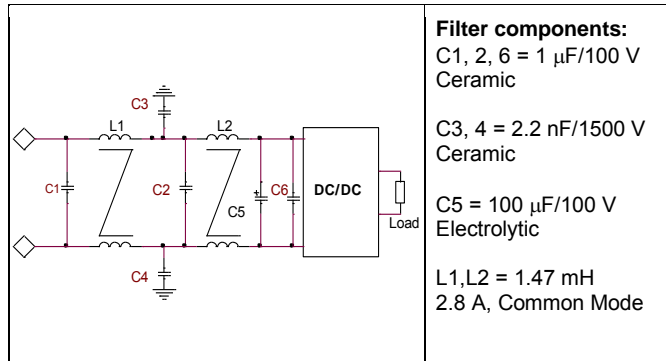 C3
L1
L2
C1
C2
C5
+
C6
DC/DC
Load
C4
Filter components:
C1, 2, 6 = 1 μF/100 V
Ceramic
C3, 4 = 2.2 nF/1500 V
Ceramic
C5 = 100 μF/100 V
Electrolytic
L1,L2 = 1.47 mH
2.8 A, Common Mode